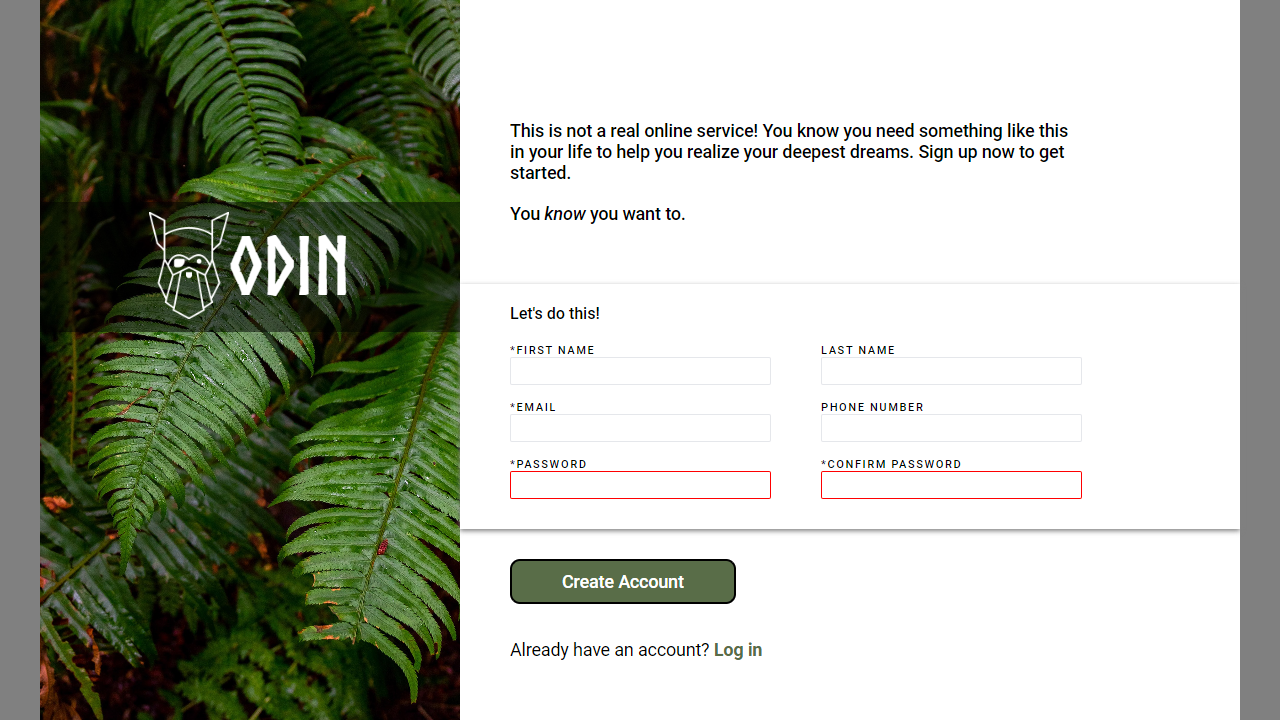 ODIN
This is not a real online service! You know you need something like this
in your life to help you realize your deepest dreams. Sign up now to get
started.
You know you want to.
Let's do this!
*FIRST NAME
LAST NAME
*EMAIL
PHONE NUMBER
*PASSWORD
*CONFIRM PASSWORD
Create Account
Already have an account? Log in